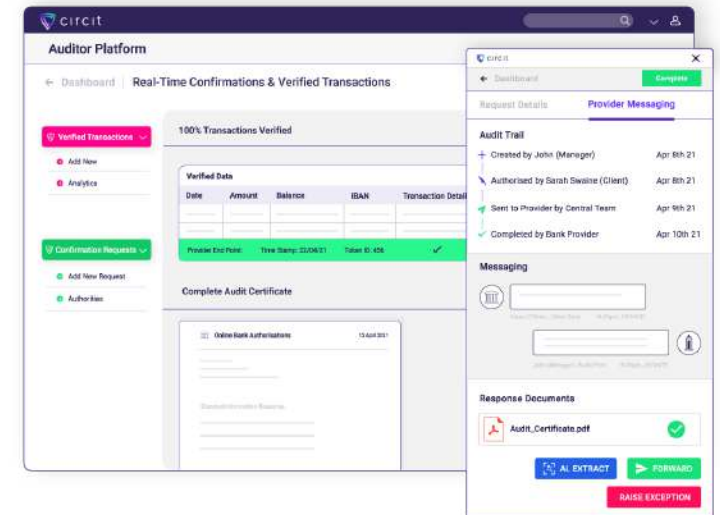 circit
Auditor Platform
← Dashboard | Real-Time Confirmations & Verified Transactions
Verified Transactions
Add New
Analytics
Confirmation Requests
Add New Request
Authorities
100% Transactions Verified
Verified Data
Date Amount Balance IBAN Transaction Detail
Provider End Point: Time Stamp: 22/04/21 Token ID: 456
Complete Audit Certificate
Online Bank Authorisations
circit
← Dashboard Complete
Request Details Provider Messaging
Audit Trail
Created by John (Manager) Apr 8th 21
Authorised by Sarah Swaine (Client) Apr 8th 21
Sent to Provider by Central Team Apr 9th 21
Completed by Bank Provider Apr 10th 21
Messaging
Response Documents
Audit_Certificate.pdf
AL EXTRACT FORWARD
RAISE EXCEPTION